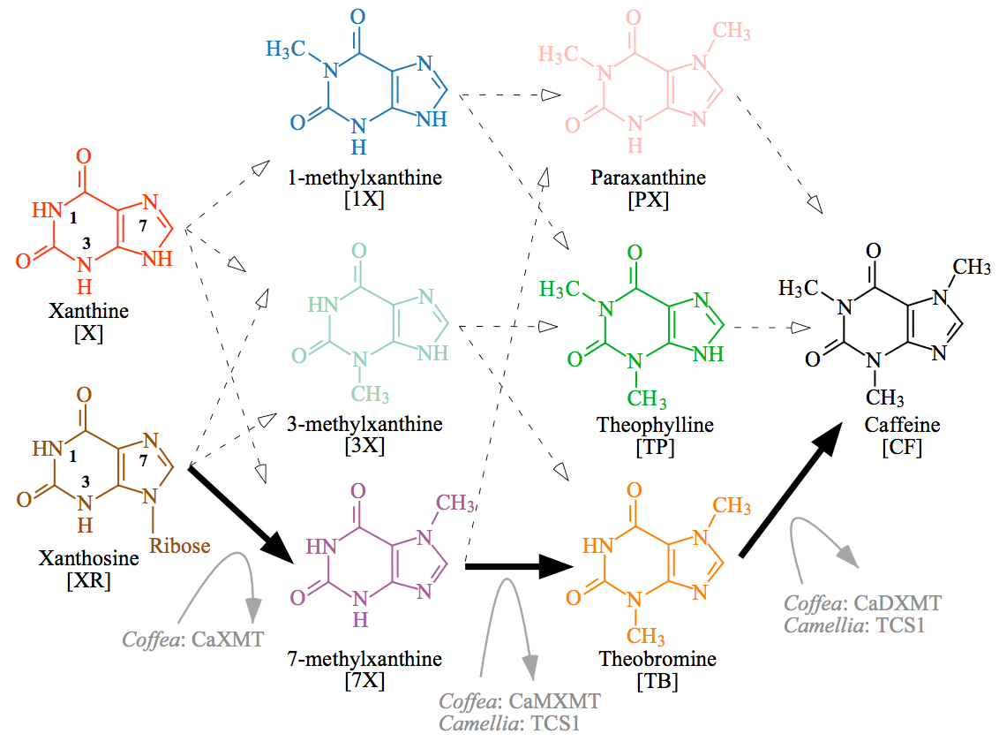 O
H₃C
N
N
O
N
NH
H
1-methylxanthine
[1X]
O
CH₃
H₃C
N
N
O
N
N
H
Paraxanthine
[PX]
O
HN
1
N
7
3
O
N
NH
H
Xanthine
[X]
O
HN
N
O
N
NH
CH₃
3-methylxanthine
[3X]
O
H₃C
N
N
O
N
NH
CH₃
Theophylline
[TP]
O
CH₃
H₃C
N
N
O
N
N
CH₃
Caffeine
[CF]
O
HN
1
N
7
3
O
N
N
H
Ribose
Xanthosine
[XR]
Coffea: CaXMT
O
CH₃
HN
N
O
N
N
H
7-methylxanthine
[7X]
Coffea: CaMXMT
Camellia: TCS1
O
CH₃
HN
N
O
N
N
CH₃
Theobromine
[TB]
Coffea: CaDXMT
Camellia: TCS1